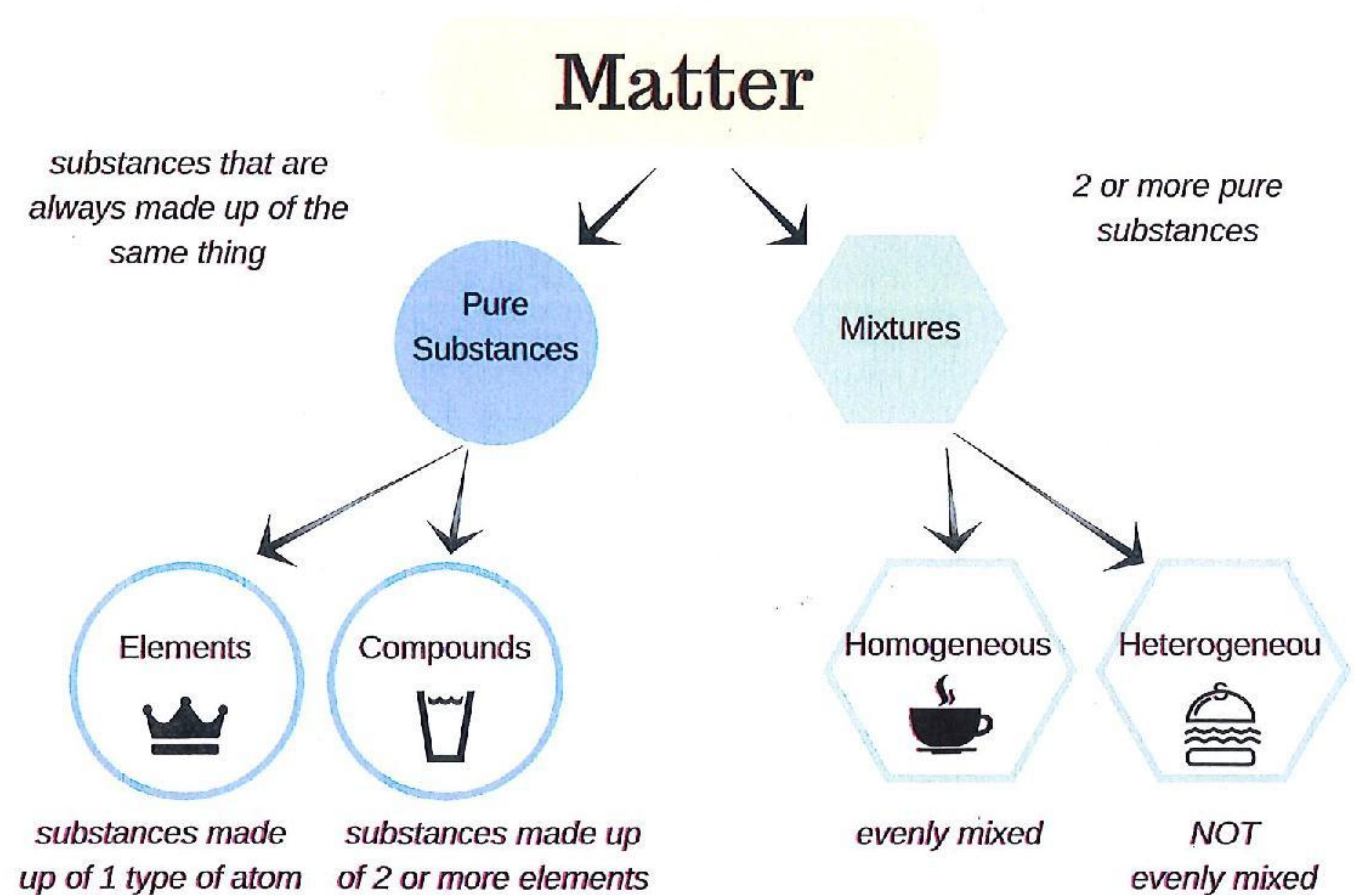 Matter
substances that are
always made up of the
same thing
2 or more pure
substances
Pure
Substances
Mixtures
Elements
Compounds
Homogeneous
Heterogeneou
substances made
up of 1 type of atom
substances made up
of 2 or more elements
evenly mixed
NOT
evenly mixed